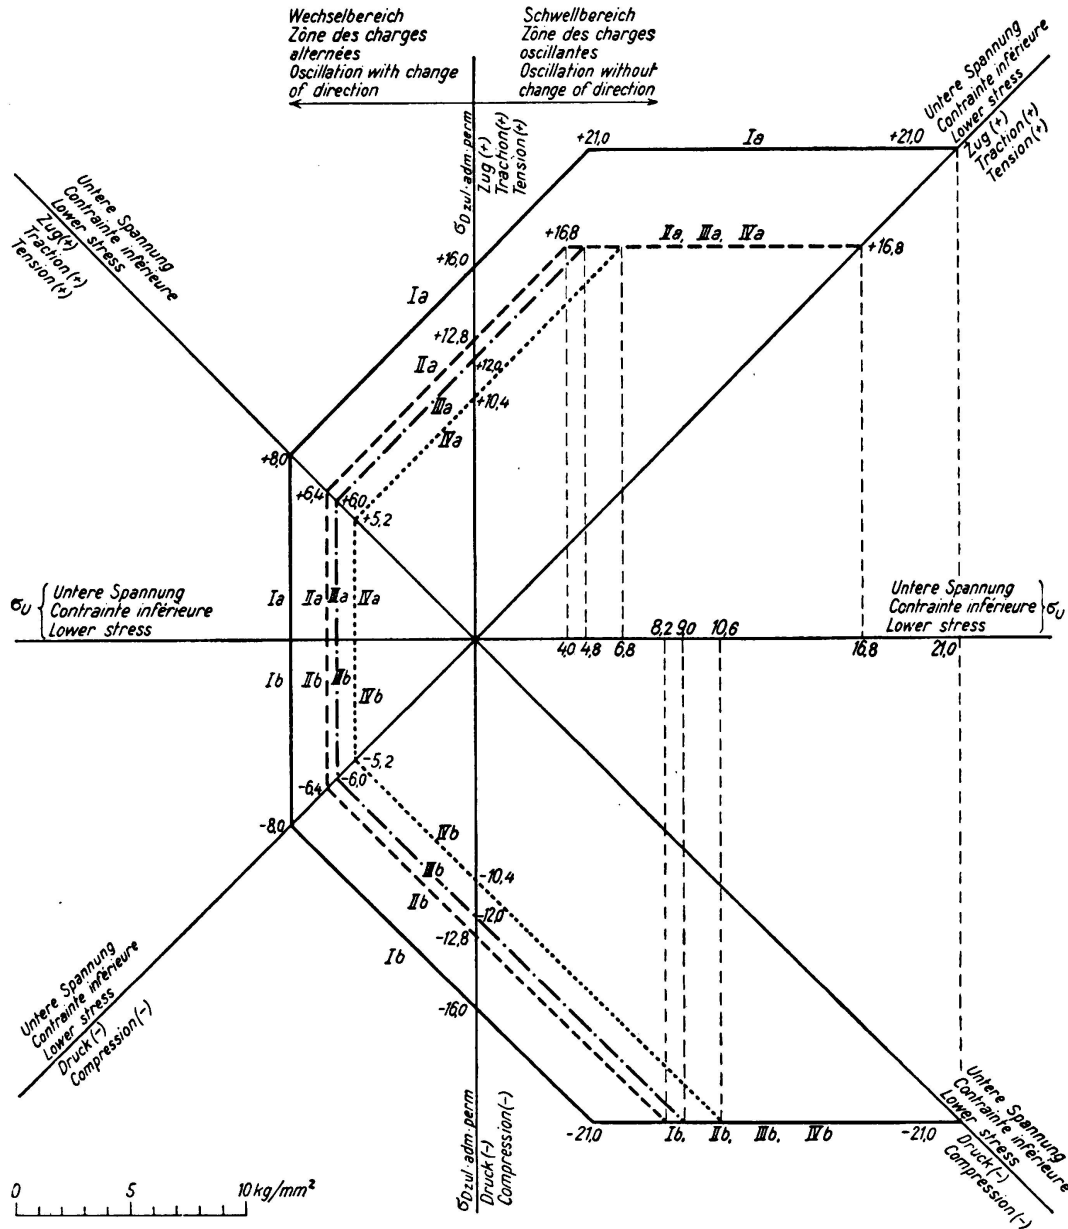 Wechselbereich
Zône des charges
alternées
Oscillation with change
of direction
Schwellbereich
Zône des charges
oscillantes
Oscillation without
change of direction
σD zul·adm·perm
Zug (+)
Traction(+)
Tension(+)
Untere Spannung
Contrainte inférieure
Lower stress
Zug (+)
Traction(+)
Tension(+)
Untere Spannung
Contrainte inférieure
Lower stress
Zug(+)
Traction(+)
Tension(+)
+21,0
Ia
+21,0
+16,8
IIa, IIIa, IVa
+16,8
+16,0
Ia
+12,8
IIa
+12,0
IIIa
+10,4
IVa
+8,0
+6,4
+6,0
+5,2
σU
Untere Spannung
Contrainte inférieure
Lower stress
Ia
IIa
IIIa
IVa
Untere Spannung
Contrainte inférieure
Lower stress
σU
8,2
9,0
10,6
4,0
4,8
6,8
16,8
21,0
Ib
IIb
IIIb
IVb
-5,2
-6,0
-6,4
-8,0
IVb
IIIb
IIb
-10,4
-12,0
-12,8
Ib
-16,0
Untere Spannung
Contrainte inférieure
Lower stress
Druck(-)
Compression(-)
σD zul·adm·perm
Druck(-)
Compression(-)
-21,0
Ib, IIb, IIIb, IVb
-21,0
Untere Spannung
Contrainte inférieure
Lower stress
Druck(-)
Compression(-)
0
5
10 kg/mm²